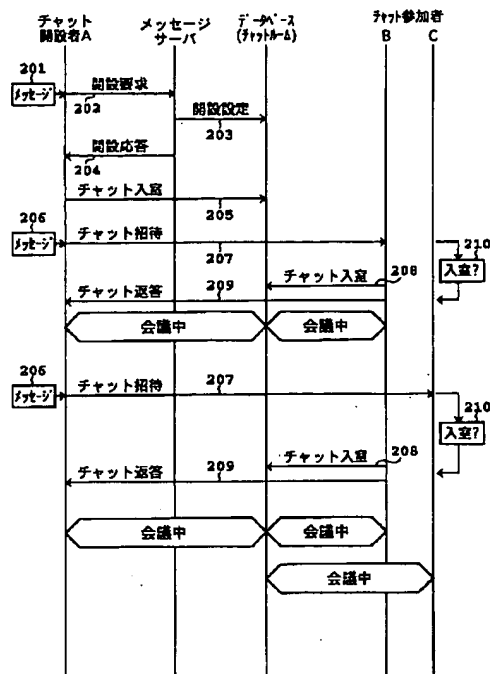 チャット
開設者A
メッセージ
サーバ
データベース
(チャットルーム)
チャット参加者
B C
201
メッセージ
開設要求
202
開設設定
203
開設応答
204
チャット入室
205
206
メッセージ
チャット招待
207
210
入室?
チャット入室
208
チャット返答
209
会議中
会議中
206
メッセージ
チャット招待
207
210
入室?
チャット入室
208
チャット返答
209
会議中
会議中
会議中